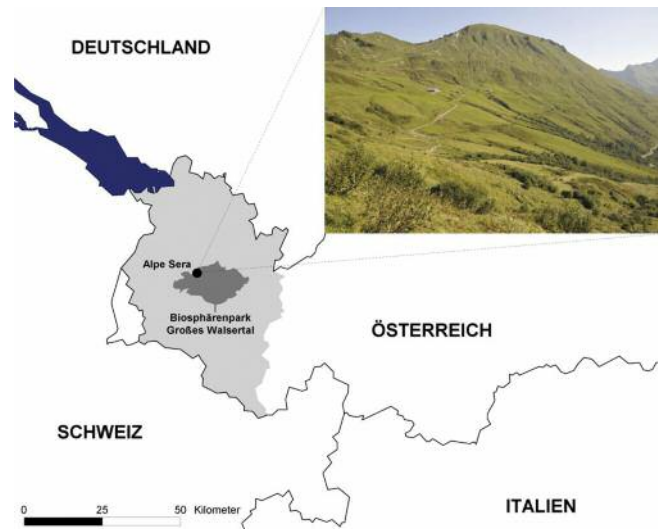 DEUTSCHLAND
Alpe Sera
Biosphärenpark
Großes Walsertal
ÖSTERREICH
SCHWEIZ
0 25 50 Kilometer
ITALIEN